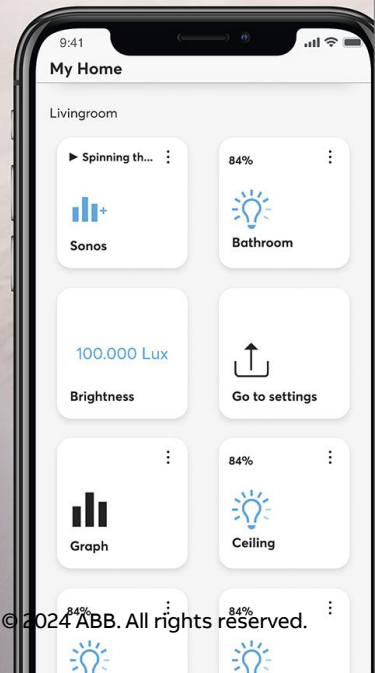 9:41
My Home
Livingroom
▶ Spinning th...
84%
Sonos
Bathroom
100.000 Lux
Brightness
Go to settings
84%
Graph
Ceiling
84%
84%
© 2024 ABB. All rights reserved.